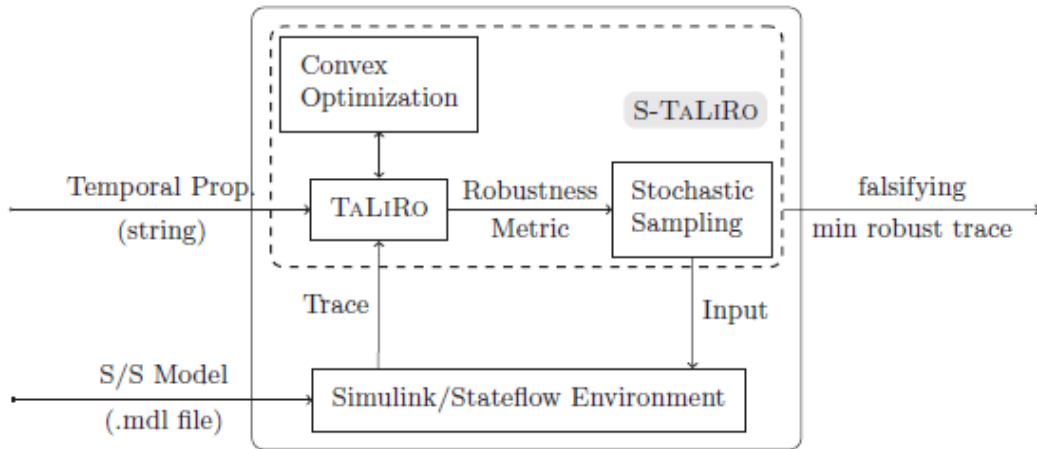 Convex
Optimization
S-TALIRO
Temporal Prop.
(string)
TALIRO
Robustness
Metric
Stochastic
Sampling
falsifying
min robust trace
Trace
Input
S/S Model
(.mdl file)
Simulink/Stateflow Environment